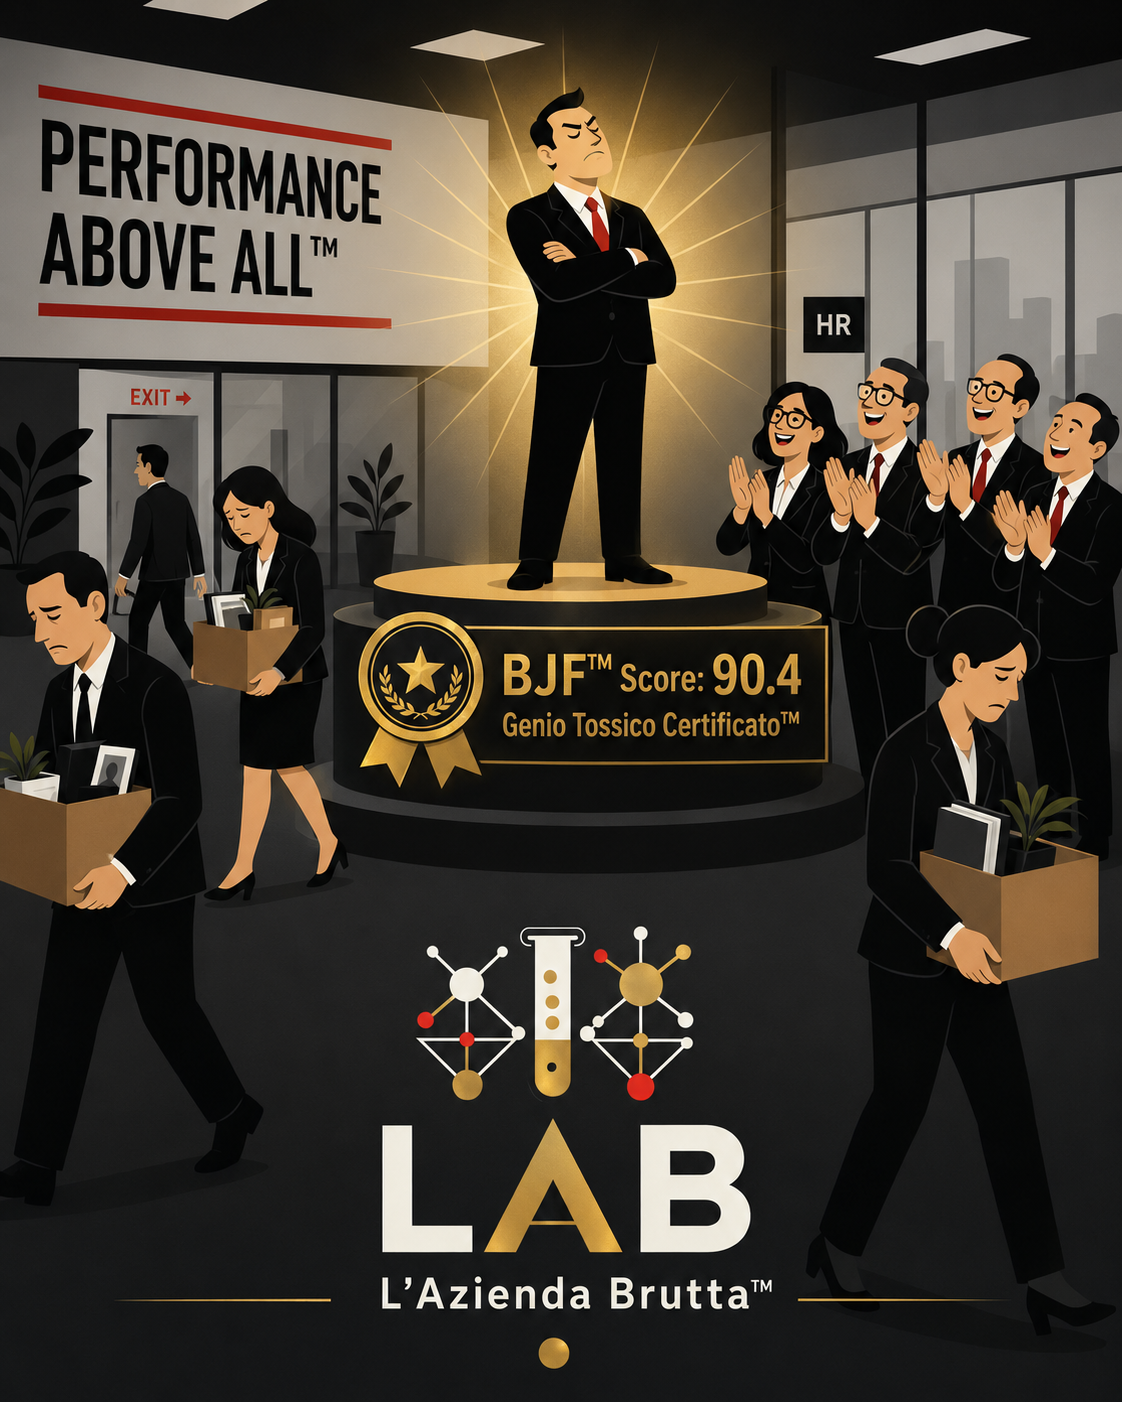 PERFORMANCE
ABOVE ALL™
HR
EXIT →
BJF™ Score: 90.4
Genio Tossico Certificato™
LAB
L'Azienda Brutta™